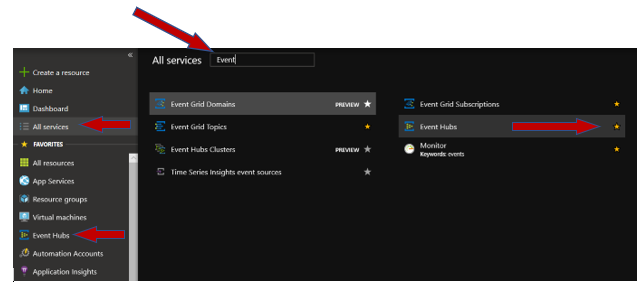 All services Event
Create a resource
Home
Dashboard
All services
FAVORITES
All resources
App Services
Resource groups
Virtual machines
Event Hubs
Automation Accounts
Application Insights
Event Grid Domains PREVIEW
Event Grid Topics
Event Hubs Clusters PREVIEW
Time Series Insights event sources
Event Grid Subscriptions
Event Hubs
Monitor
Keywords: events